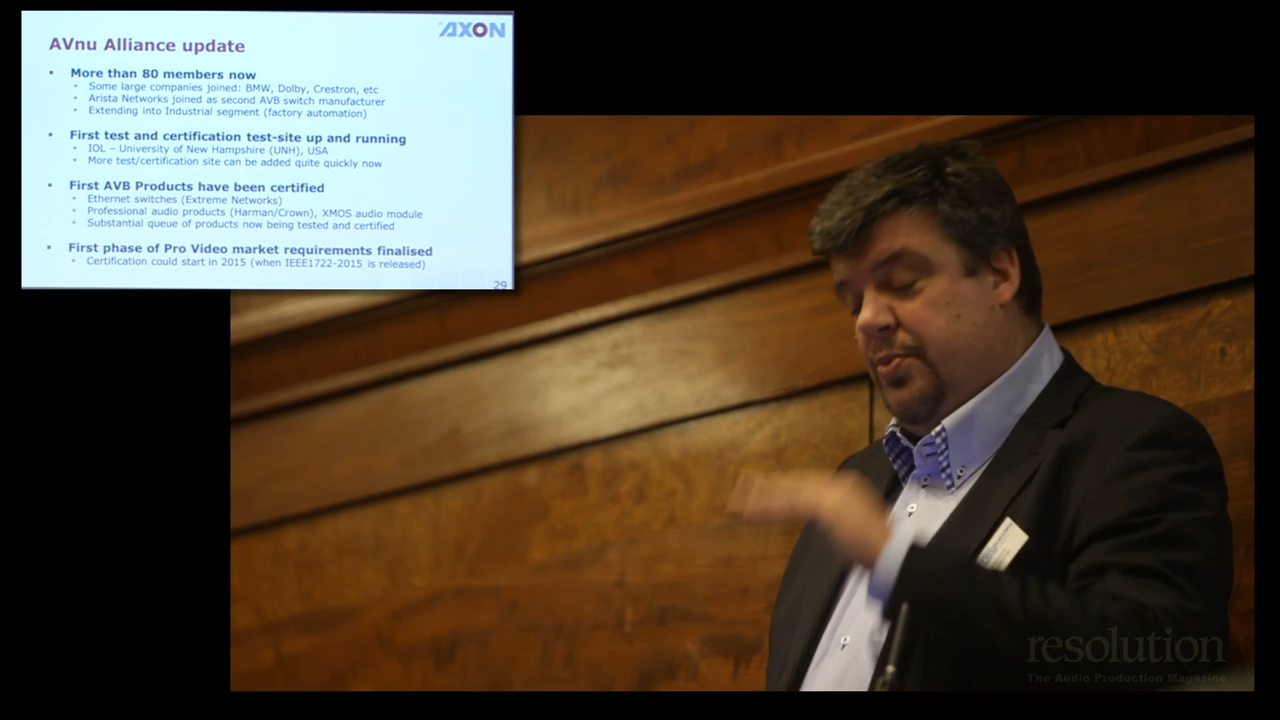 AXON
AVnu Alliance update
▪ More than 80 members now
▪ Some large companies joined: BMW, Dolby, Crestron, etc
▪ Arista Networks joined as second AVB switch manufacturer
▪ Extending into Industrial segment (factory automation)
▪ First test and certification test-site up and running
▪ IOL – University of New Hampshire (UNH), USA
▪ More test/certification site can be added quite quickly now
▪ First AVB Products have been certified
▪ Ethernet switches (Extreme Networks)
▪ Professional audio products (Harman/Crown), XMOS audio module
▪ Substantial queue of products now being tested and certified
▪ First phase of Pro Video market requirements finalised
▪ Certification could start in 2015 (when IEEE1722-2015 is released)
29
resolution
The Audio Production Magazine